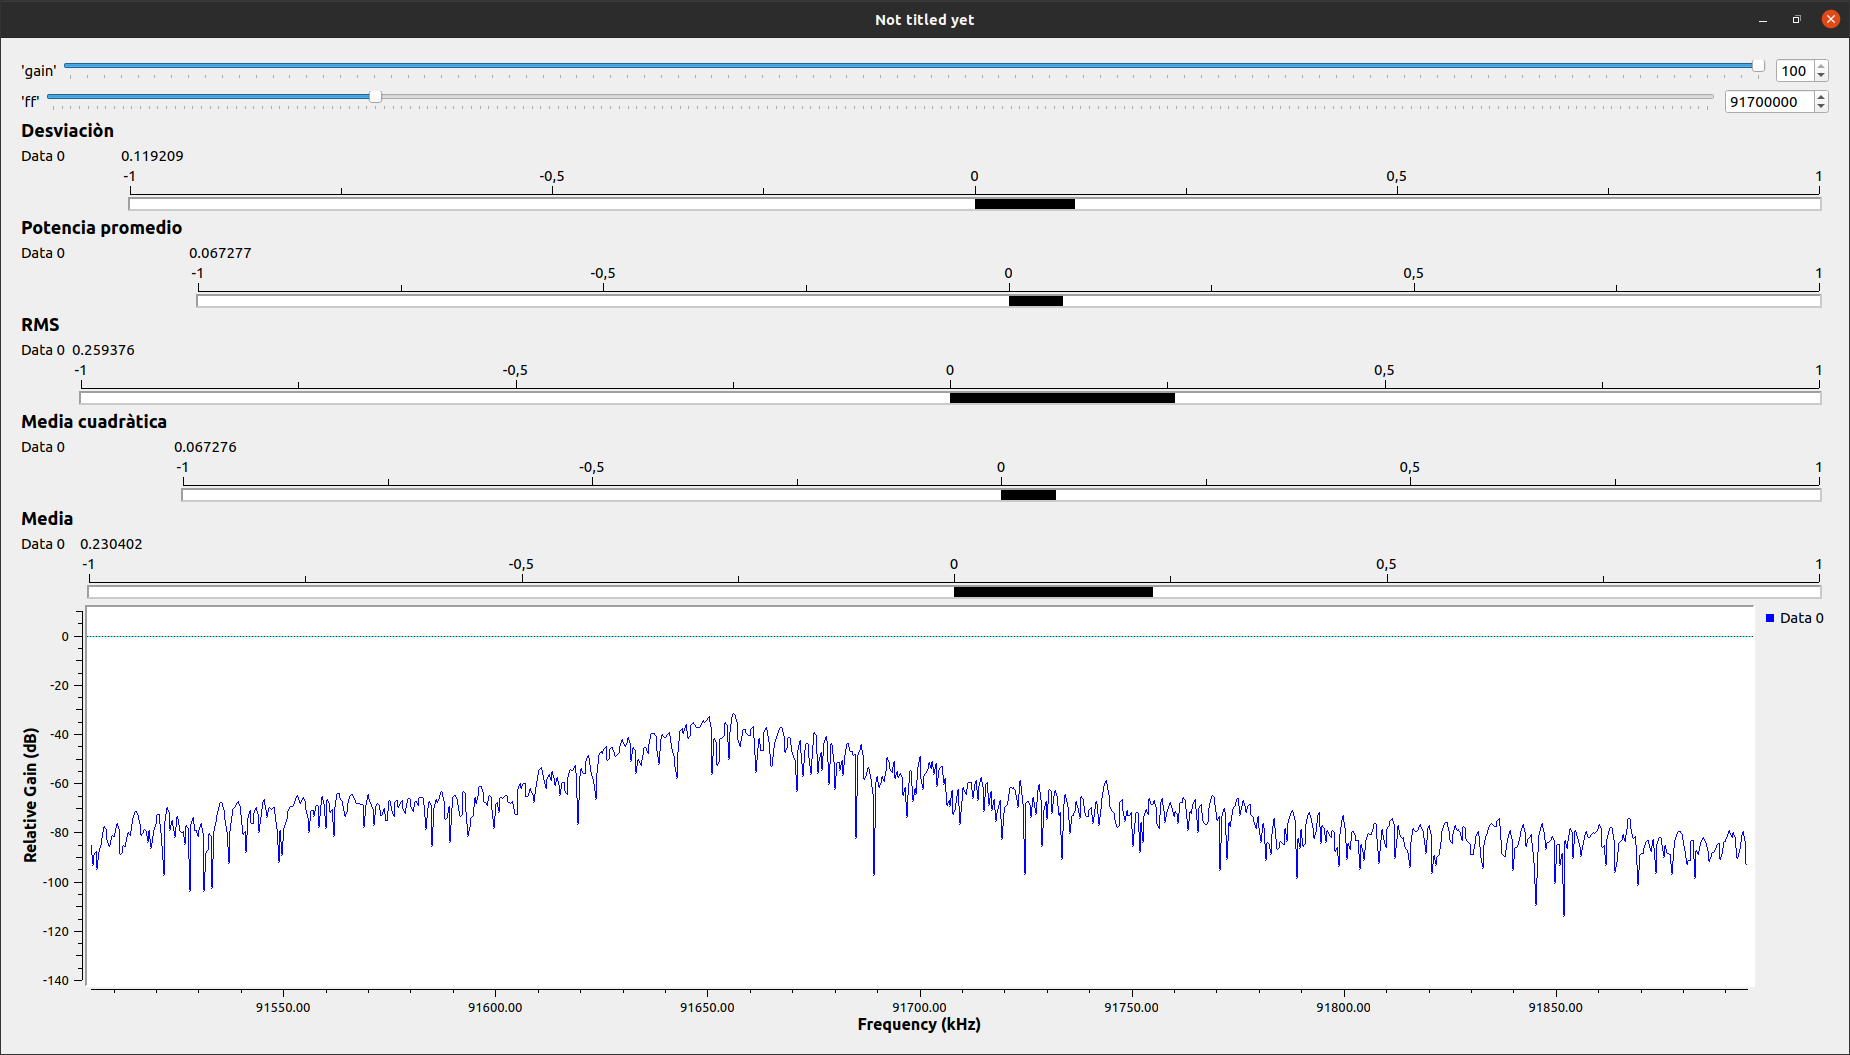 Not titled yet
'gain' 100
'ff' 91700000
Desviaciòn
Data 0 0.119209
-1 -0,5 0 0,5 1
Potencia promedio
Data 0 0.067277
-1 -0,5 0 0,5 1
RMS
Data 0 0.259376
-1 -0,5 0 0,5 1
Media cuadràtica
Data 0 0.067276
-1 -0,5 0 0,5 1
Media
Data 0 0.230402
-1 -0,5 0 0,5 1
Data 0
Relative Gain (dB)
0
-20
-40
-60
-80
-100
-120
-140
91550.00 91600.00 91650.00 91700.00 91750.00 91800.00 91850.00
Frequency (kHz)